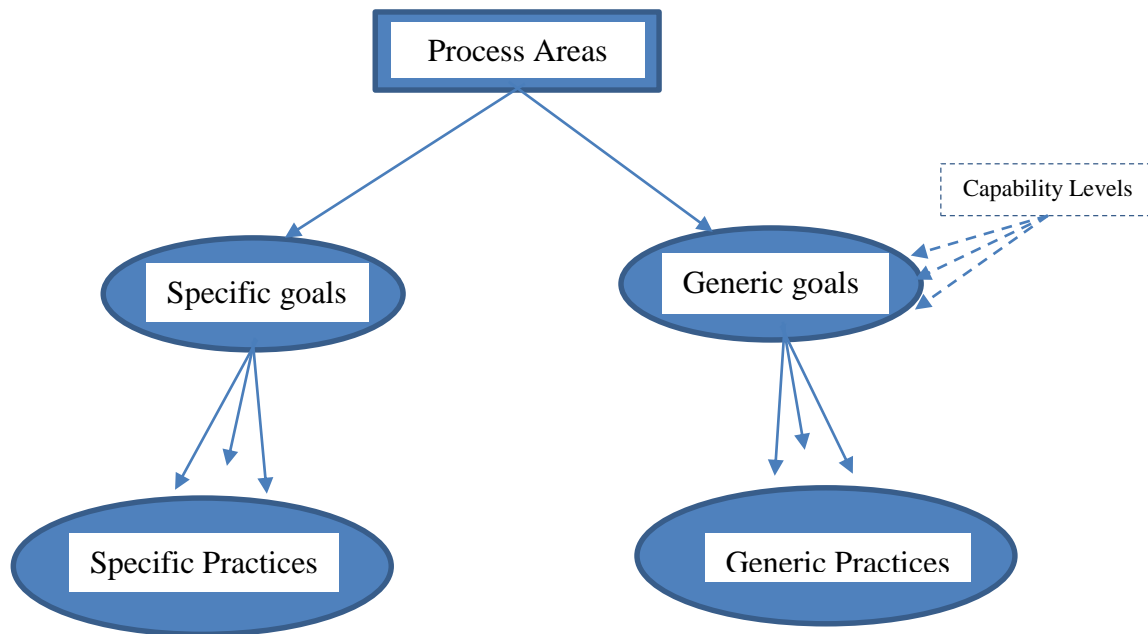 Process Areas
Capability Levels
Specific goals
Generic goals
Specific Practices
Generic Practices